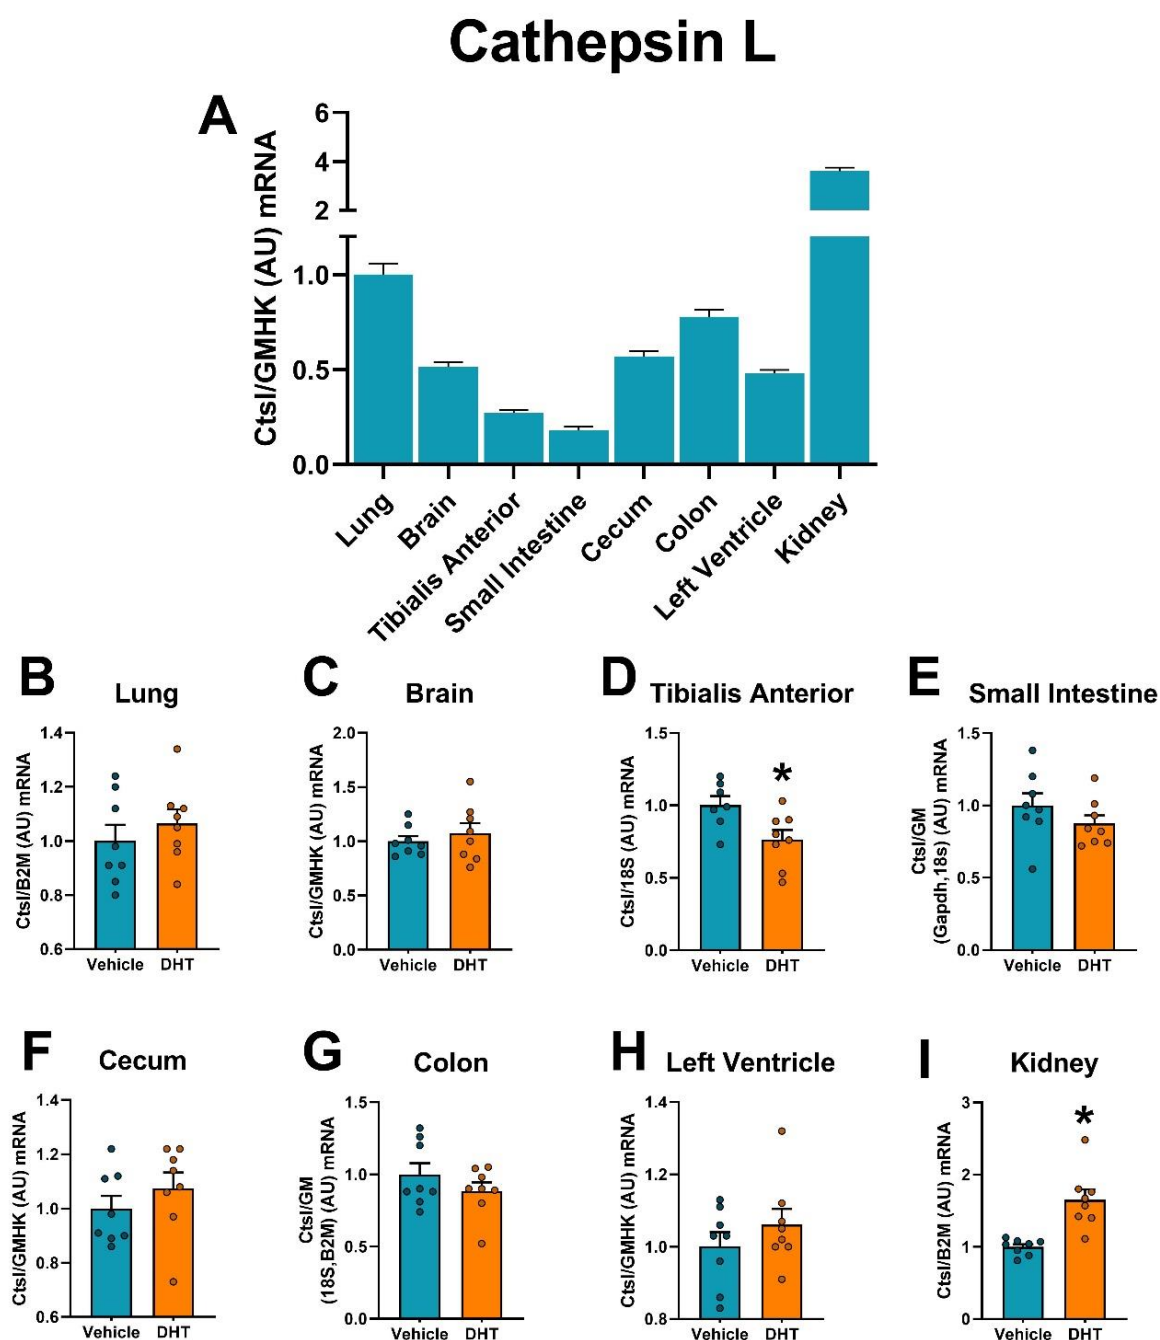 Cathepsin L
A
Ctsl/GMHK (AU) mRNA
6
4
2
1.0
0.5
0.0
Lung
Brain
Tibialis Anterior
Small Intestine
Cecum
Colon
Left Ventricle
Kidney
B
Lung
Ctsl/B2M (AU) mRNA
1.4
1.2
1.0
0.8
0.6
Vehicle DHT
C
Brain
Ctsl/GMHK (AU) mRNA
2.0
1.5
1.0
0.5
0.0
Vehicle DHT
D
Tibialis Anterior
Ctsl/18S (AU) mRNA
1.5
1.0
0.5
0.0
*
Vehicle DHT
E
Small Intestine
Ctsl/GM
(Gapdh,18s) (AU) mRNA
1.5
1.0
0.5
0.0
Vehicle DHT
F
Cecum
Ctsl/GMHK (AU) mRNA
1.4
1.2
1.0
0.8
0.6
Vehicle DHT
G
Colon
Ctsl/GM
(18S,B2M) (AU) mRNA
1.5
1.0
0.5
0.0
Vehicle DHT
H
Left Ventricle
Ctsl/GMHK (AU) mRNA
1.4
1.2
1.0
0.8
Vehicle DHT
I
Kidney
Ctsl/B2M (AU) mRNA
3
2
1
0
*
Vehicle DHT